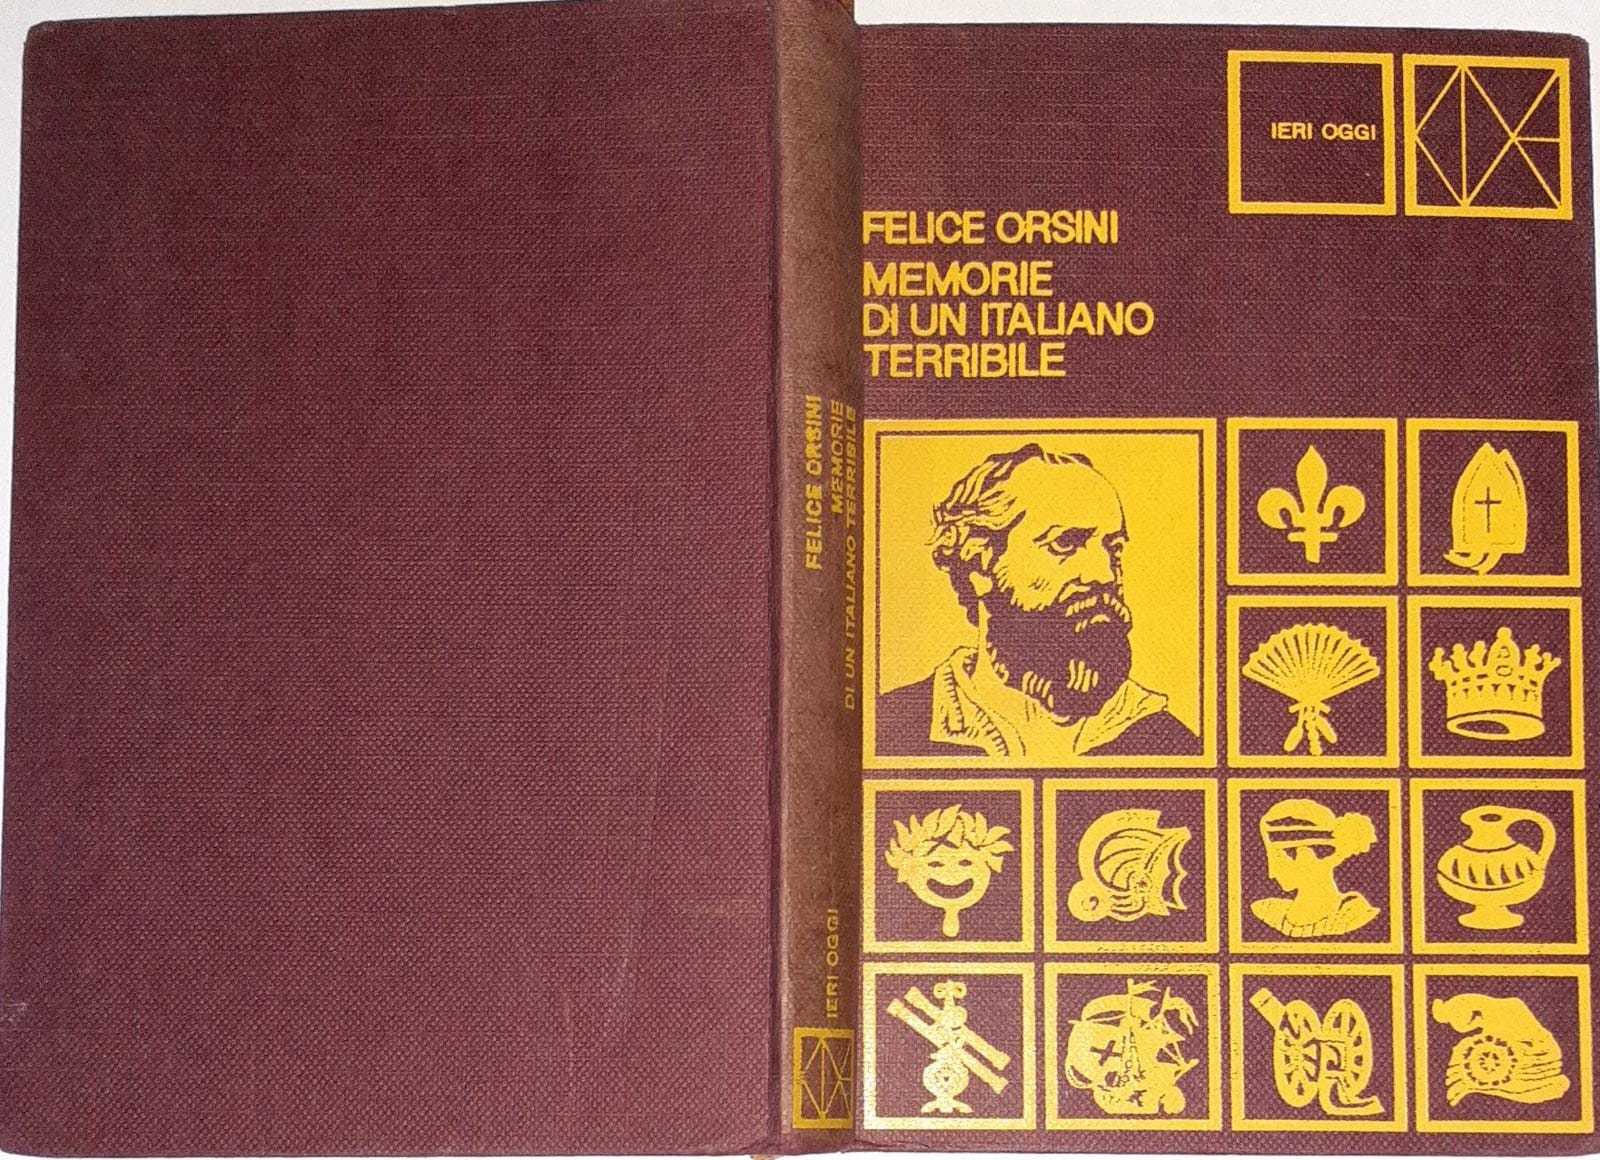 IERI OGGI
FELICE ORSINI
MEMORIE
DI UN ITALIANO
TERRIBILE
FELICE ORSINI
MEMORIE
DI UN ITALIANO TERRIBILE
IERI OGGI